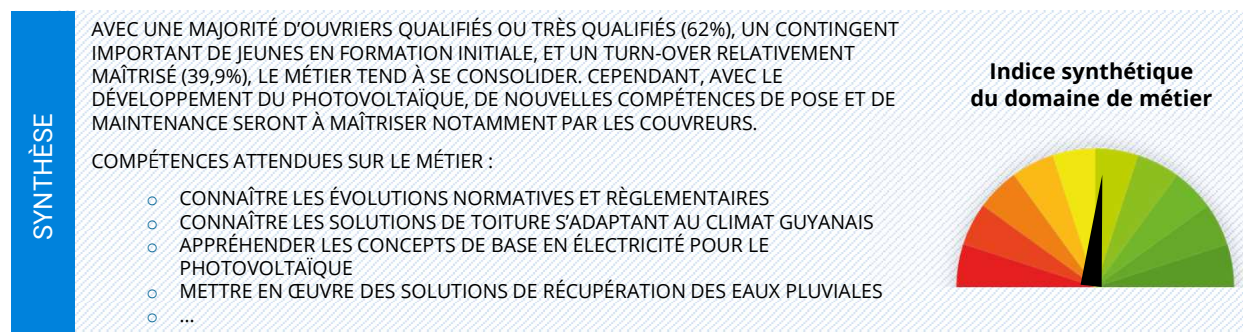 SYNTHÈSE
AVEC UNE MAJORITÉ D'OUVRIERS QUALIFIÉS OU TRÈS QUALIFIÉS (62%), UN CONTINGENT
IMPORTANT DE JEUNES EN FORMATION INITIALE, ET UN TURN-OVER RELATIVEMENT
MAÎTRISÉ (39,9%), LE MÉTIER TEND À SE CONSOLIDER. CEPENDANT, AVEC LE
DÉVELOPPEMENT DU PHOTOVOLTAÏQUE, DE NOUVELLES COMPÉTENCES DE POSE ET DE
MAINTENANCE SERONT À MAÎTRISER NOTAMMENT PAR LES COUVREURS.
COMPÉTENCES ATTENDUES SUR LE MÉTIER :
o CONNAÎTRE LES ÉVOLUTIONS NORMATIVES ET RÈGLEMENTAIRES
o CONNAÎTRE LES SOLUTIONS DE TOITURE S'ADAPTANT AU CLIMAT GUYANAIS
o APPRÉHENDER LES CONCEPTS DE BASE EN ÉLECTRICITÉ POUR LE
PHOTOVOLTAÏQUE
o METTRE EN ŒUVRE DES SOLUTIONS DE RÉCUPÉRATION DES EAUX PLUVIALES
o ...
Indice synthétique
du domaine de métier